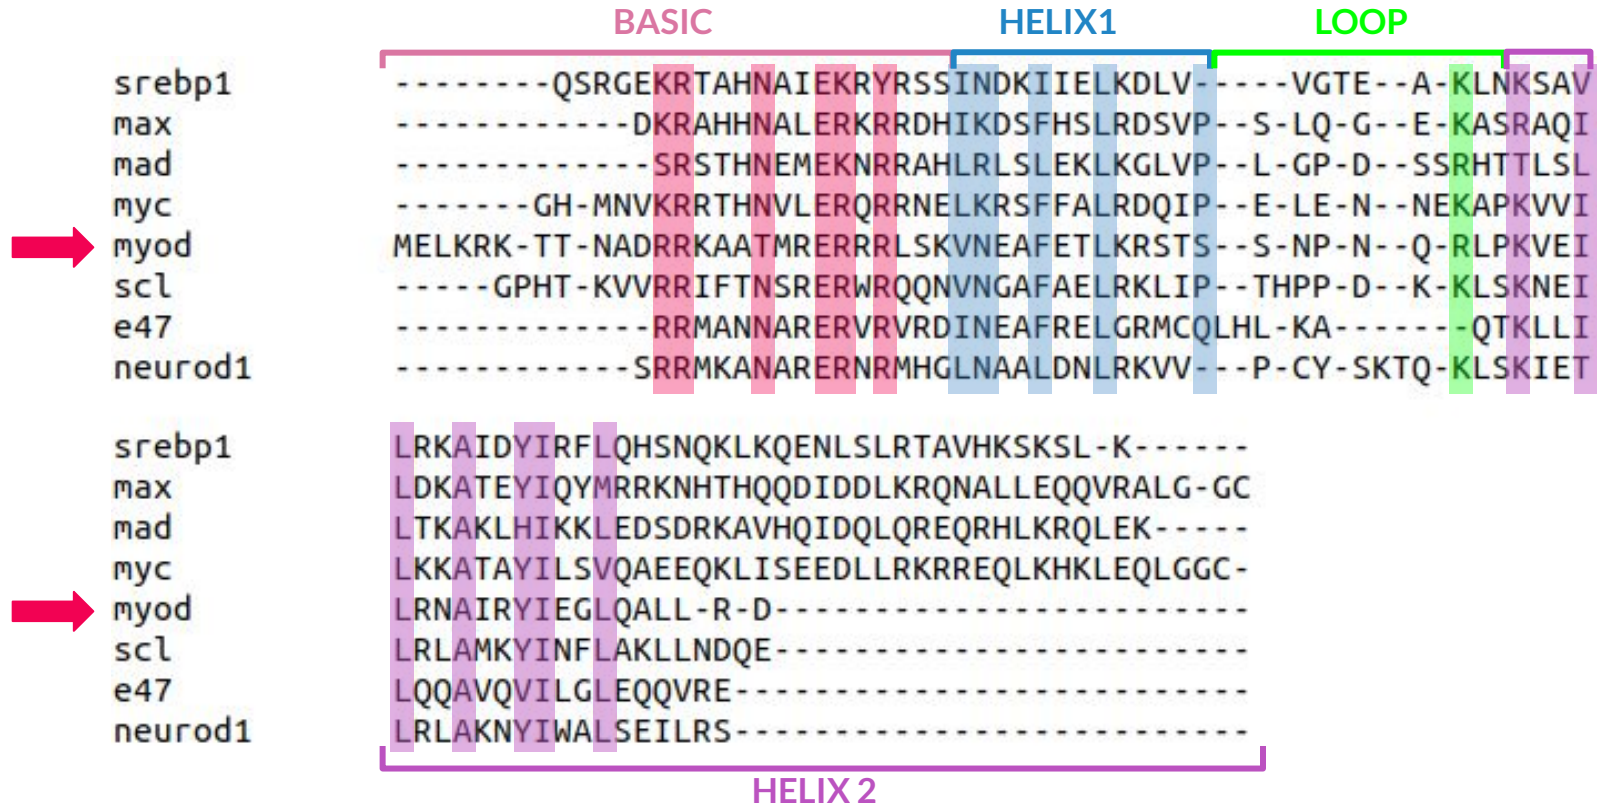 BASIC HELIX1 LOOP
srebp1 --------QSRGEKRTAHNAIEKRYRSSINDKIIELKDLV-----VGTE--A-KLNKSAV
max ------------DKRAHHNALERKRRDHIKDSFHSLRDSVP--S-LQ-G--E-KASRAQI
mad -------------SRSTHNEMEKNRRAHLRLSLEKLKGLVP--L-GP-D--SSRHTTLSL
myc -------GH-MNVKRRTHNVLERQRRNELKRSFFALRDQIP--E-LE-N--NEKAPKVVI
myod MELKRK-TT-NADRRKAATMRERRRLSKVNEAFETLKRSTS--S-NP-N--Q-RLPKVEI
scl -----GPHT-KVVRRIFTNSRERWRQQNVNGAFAELRKLIP--THPP-D--K-KLSKNEI
e47 -------------RRMANNARERVRVRDINEAFRELGRMCQLHL-KA-------QTKLLI
neurod1 ------------SRRMKANARERNRMHGLNAALDNLRKVV---P-CY-SKTQ-KLSKIET
srebp1 LRKAIDYIRFLQHSNQKLKQENLSLRTAVHKSKSL-K------
max LDKATEYIQYMRRKNHTHQQDIDDLKRQNALLEQQVRALG-GC
mad LTKAKLHIKKLEDSDRKAVHQIDQLQREQRHLKRQLEK-----
myc LKKATAYILSVQAEEQKLISEEDLLRKRREQLKHKLEQLGGC-
myod LRNAIRYIEGLQALL-R-D------------------------
scl LRLAMKYINFLAKLLNDQE------------------------
e47 LQQAVQVILGLEQQVRE--------------------------
neurod1 LRLAKNYIWALSEILRS--------------------------
HELIX 2